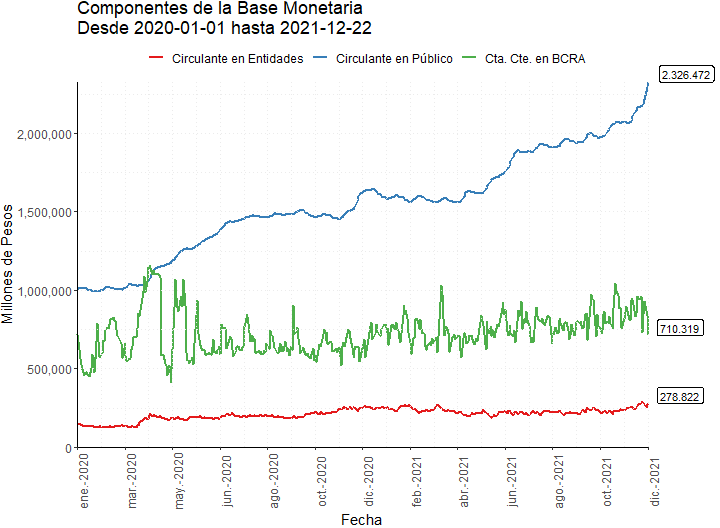 Componentes de la Base Monetaria
Desde 2020-01-01 hasta 2021-12-22
Circulante en Entidades Circulante en Público Cta. Cte. en BCRA
Millones de Pesos
2,000,000
1,500,000
1,000,000
500,000
0
2.326.472
710.319
278.822
ene.-2020
mar.-2020
may.-2020
jun.-2020
ago.-2020
oct.-2020
dic.-2020
feb.-2021
abr.-2021
jun.-2021
ago.-2021
oct.-2021
dic.-2021
Fecha